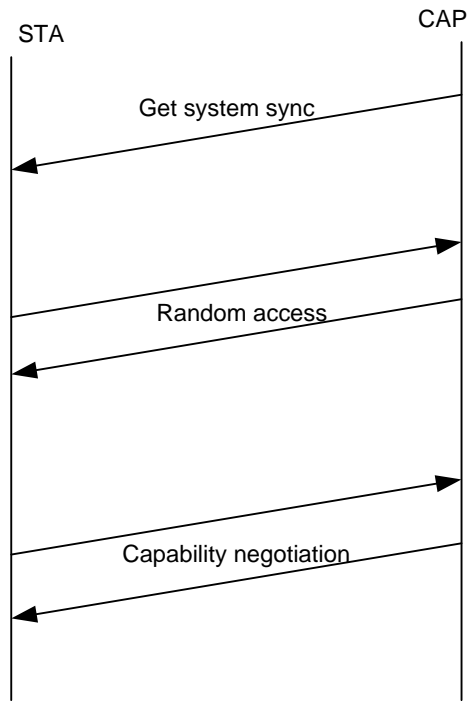 STA
CAP
Get system sync
Random access
Capability negotiation